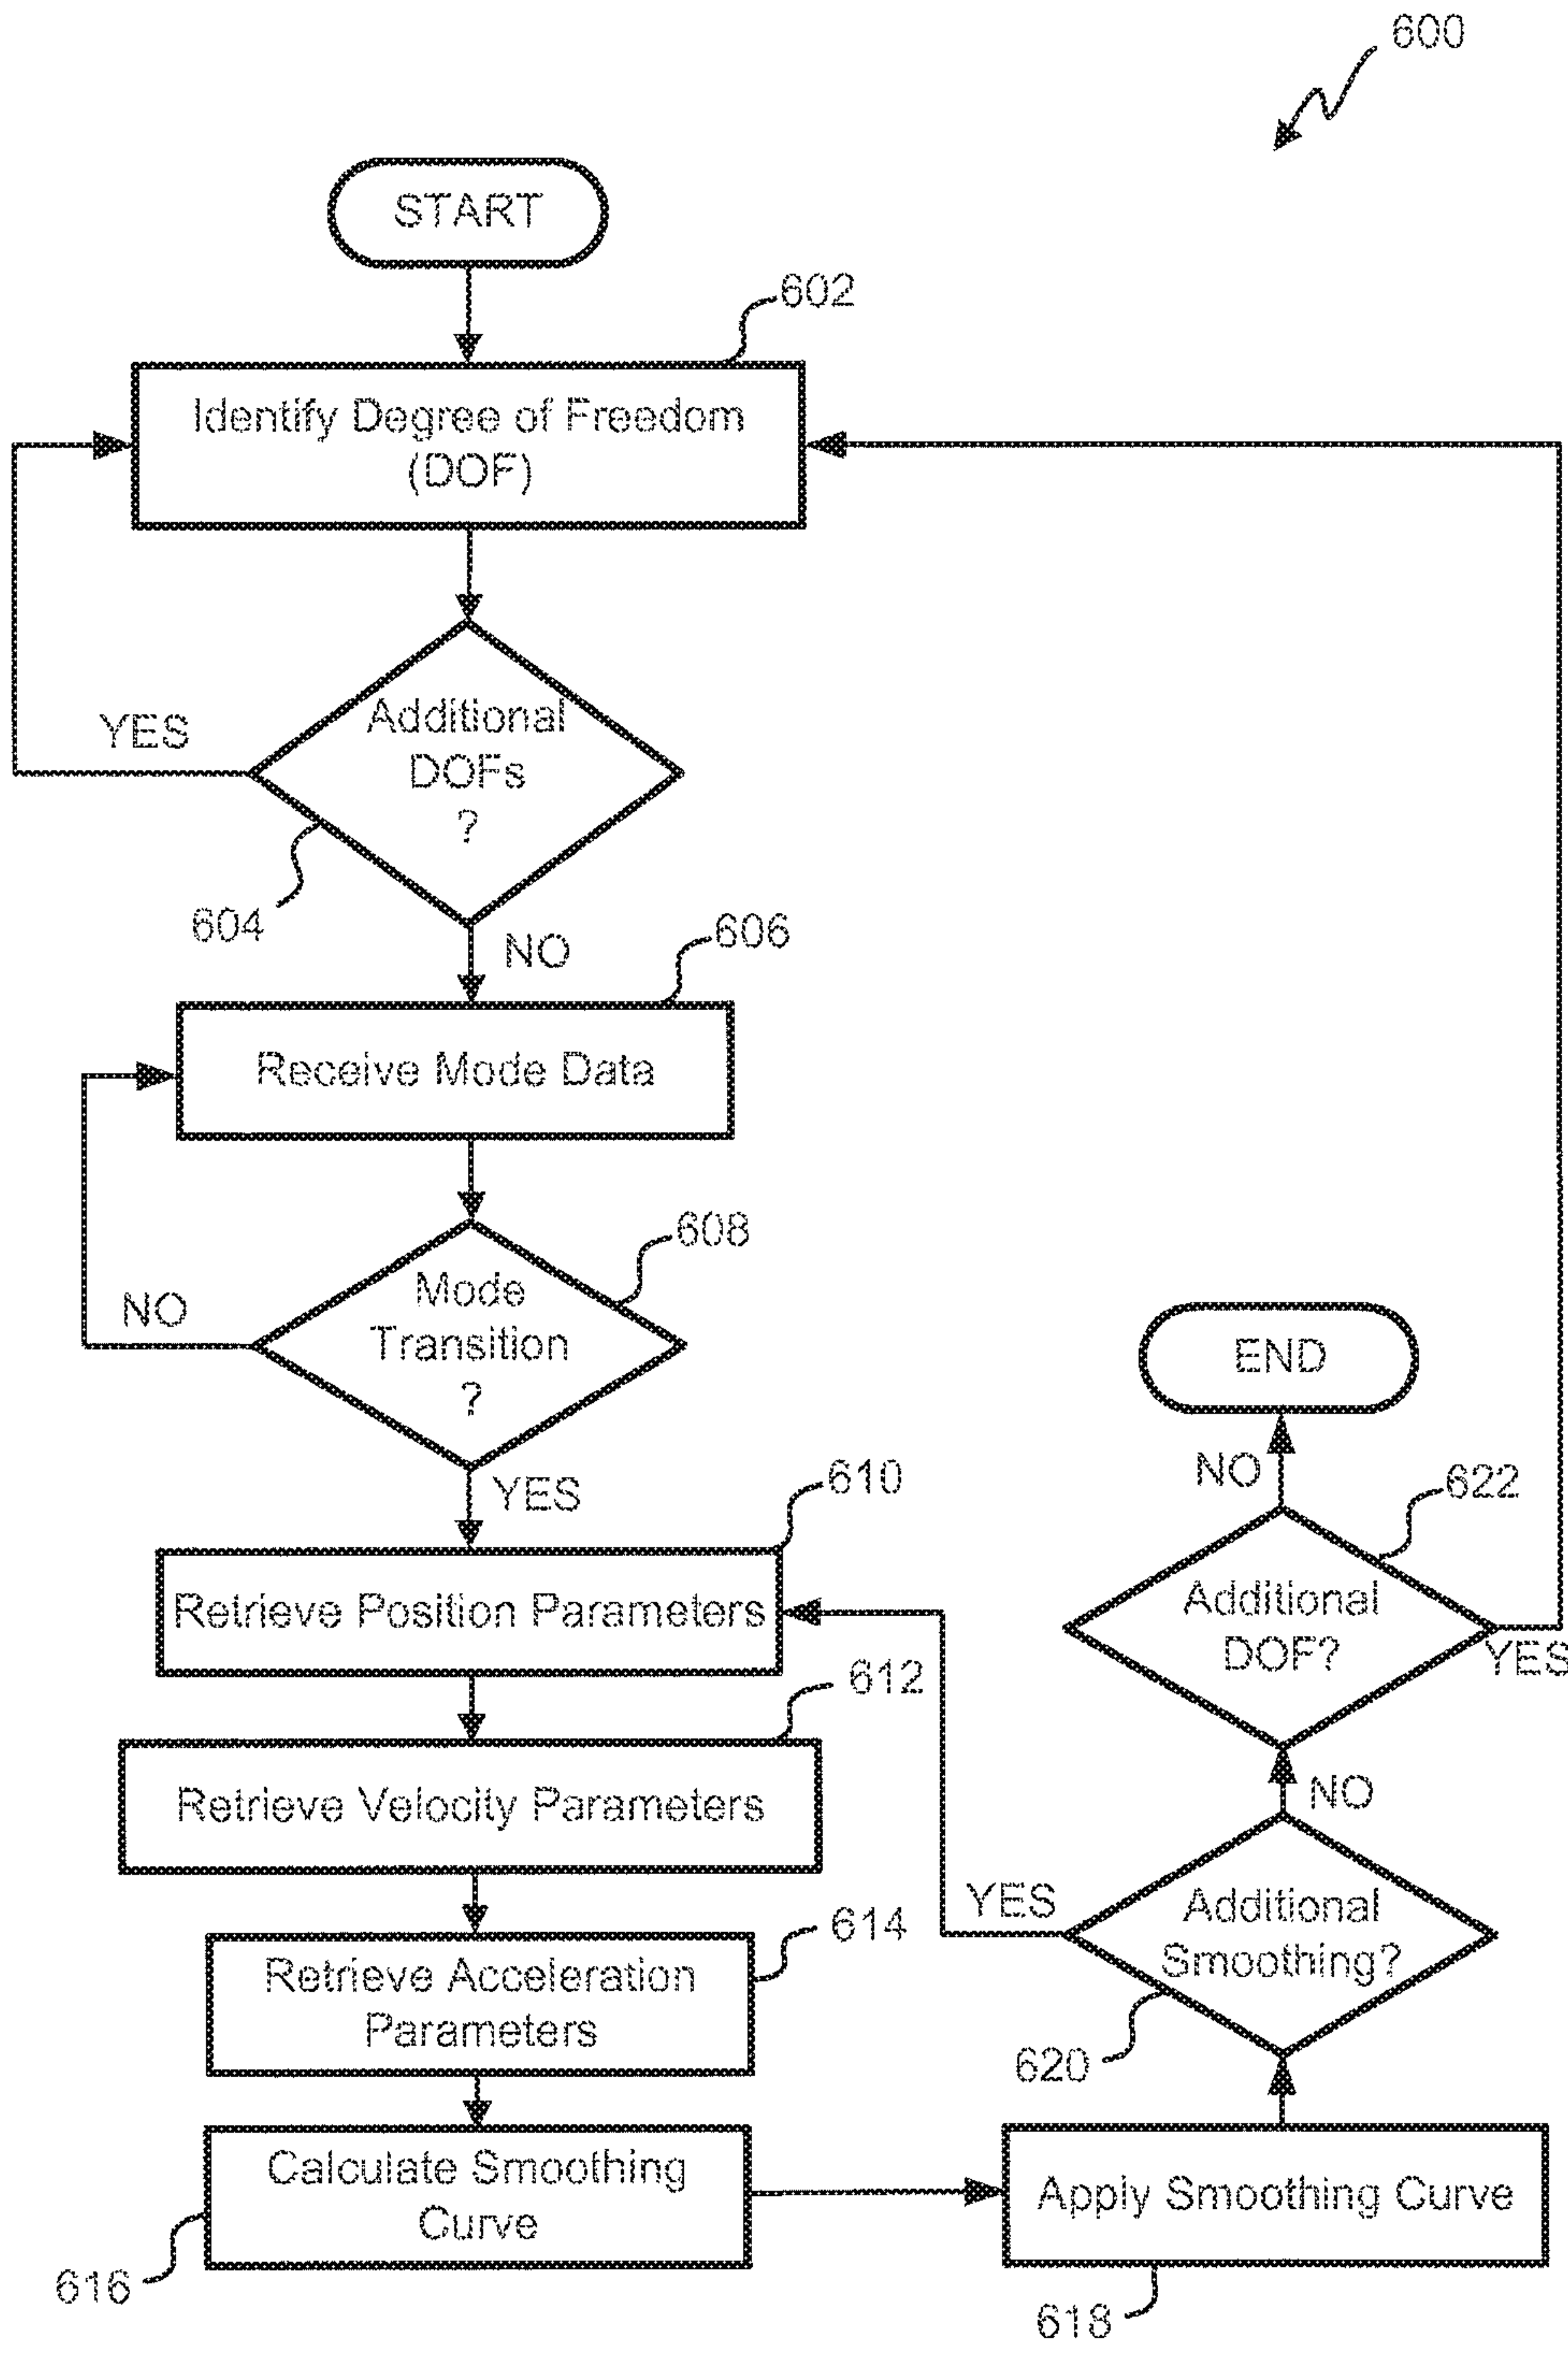 600
START
602
Identify Degree of Freedom
(DOF)
YES
Additional
DOFs
?
604
NO
606
Receive Mode Data
608
NO
Mode
Transition
?
YES
610
Retrieve Position Parameters
612
Retrieve Velocity Parameters
614
Retrieve Acceleration
Parameters
Calculate Smoothing
Curve
616
Apply Smoothing Curve
618
Additional
Smoothing?
620
YES
NO
Additional
DOF?
622
YES
NO
END